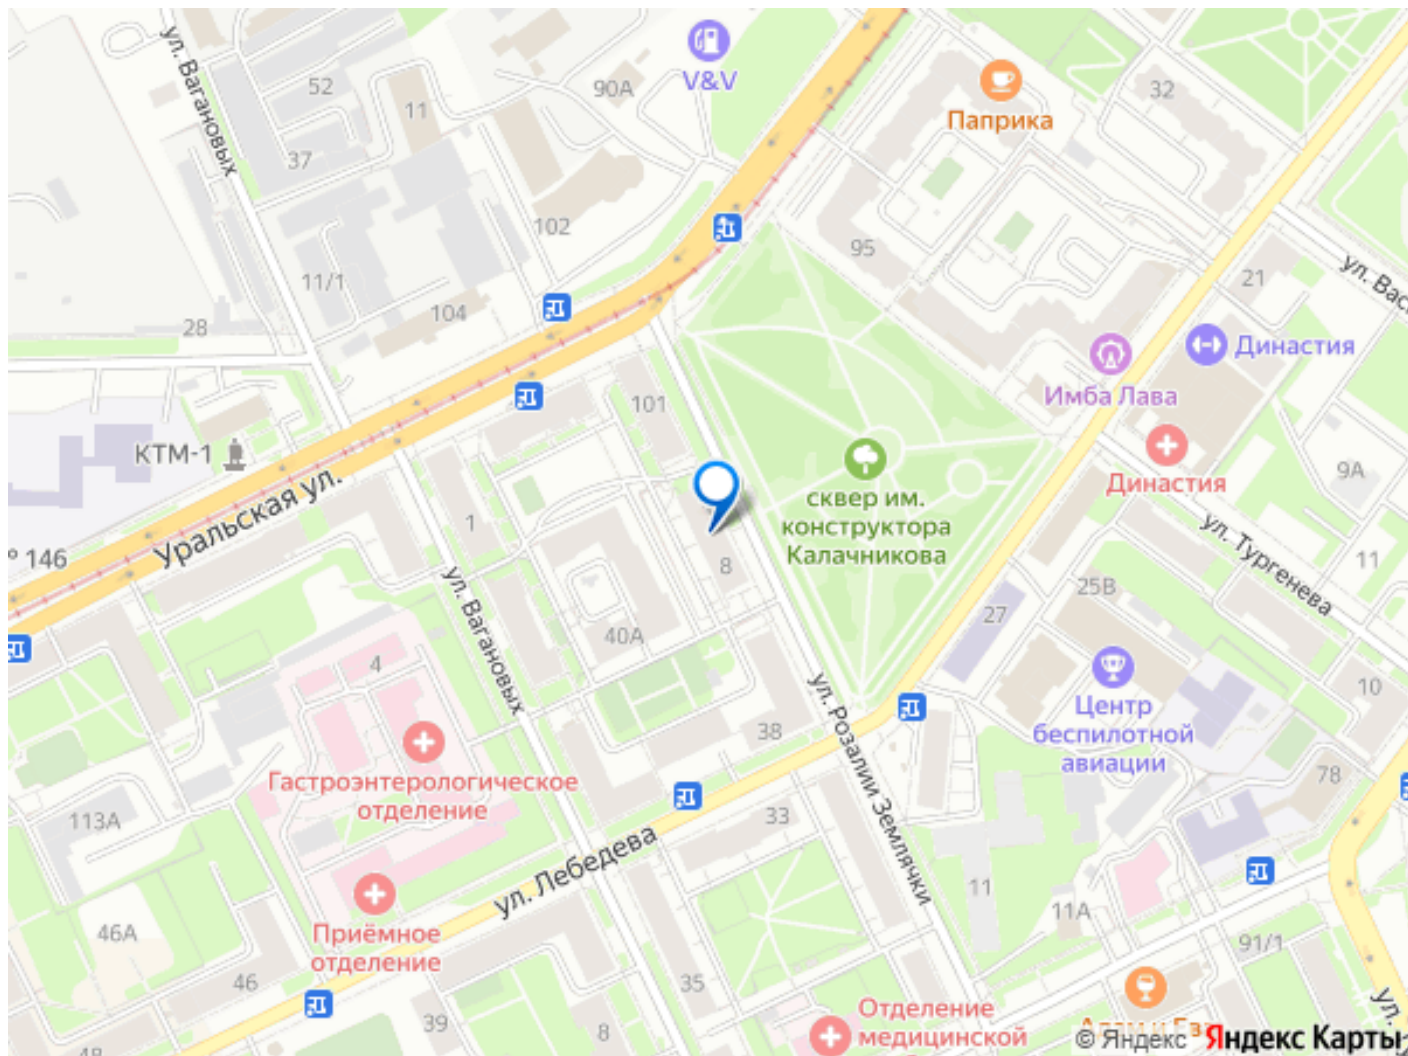 ул. Вагановых
52
11
37
90А
V&V
Паприка
32
102
11/1
104
28
95
21
ул. Вас
Династия
Имба Лава
101
КТМ-1
Уральская ул.
° 146
1
сквер им.
конструктора
Калачникова
Династия
9А
ул. Тургенева
11
8
25В
27
40А
ул. Вагановых
4
Гастроэнтерологическое
отделение
113А
38
ул. Розалии Землячки
Центр
беспилотной
авиации
10
78
33
ул. Лебедева
11
11А
46А
Приёмное
отделение
46
35
39
8
91/1
Отделение
медицинской
ул.
48
© Яндекс Яндекс Карты